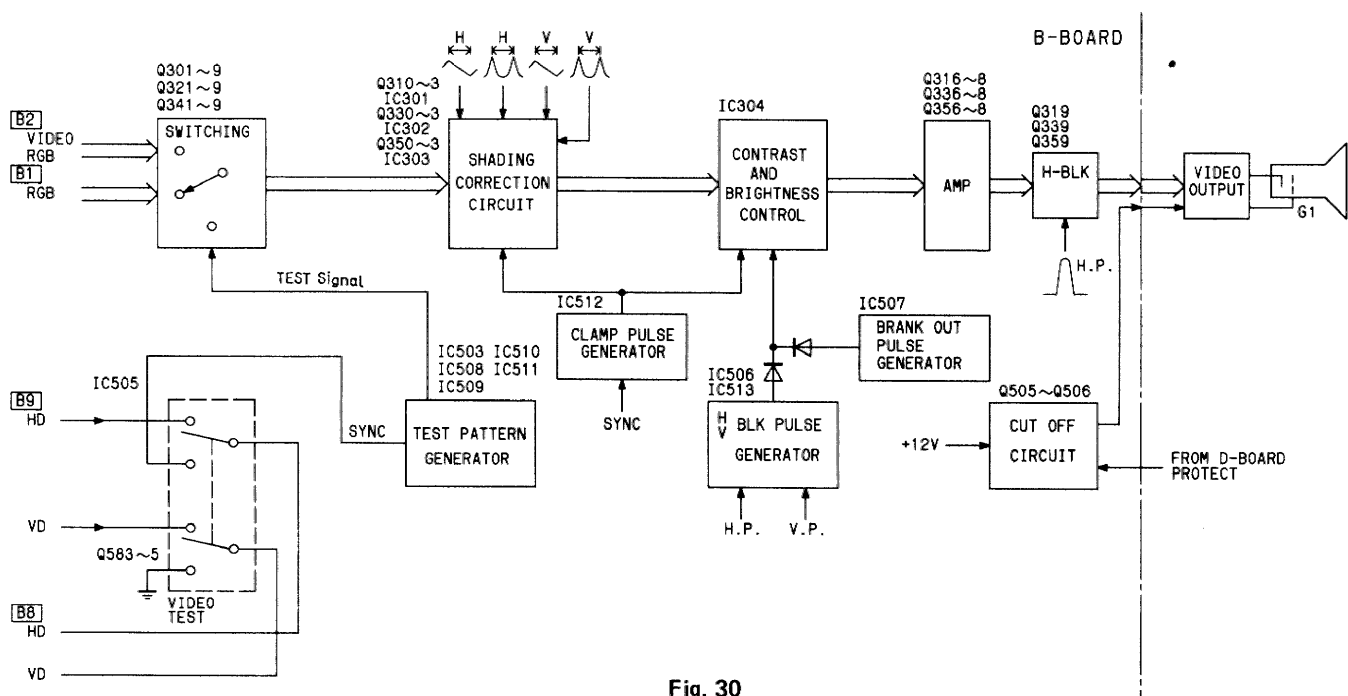 B-BOARD
H H V V
Q301~9
Q321~9
Q341~9
Q310~3
IC301
Q330~3
IC302
Q350~3
IC303
IC304
Q316~8
Q336~8
Q356~8
Q319
Q339
Q359
B2
VIDEO
RGB
B1
RGB
SWITCHING
SHADING
CORRECTION
CIRCUIT
CONTRAST
AND
BRIGHTNESS
CONTROL
AMP
H-BLK
VIDEO
OUTPUT
G1
H.P.
TEST Signal
IC512
CLAMP PULSE
GENERATOR
SYNC
IC507
BRANK OUT
PULSE
GENERATOR
IC503 IC510
IC508 IC511
IC509
TEST PATTERN
GENERATOR
SYNC
IC506
IC513
H
V BLK PULSE
GENERATOR
H.P. V.P.
Q505~Q506
CUT OFF
CIRCUIT
+12V
FROM D-BOARD
PROTECT
IC505
B9
HD
VD
Q583~5
VIDEO
TEST
B8
HD
VD
Fig. 30